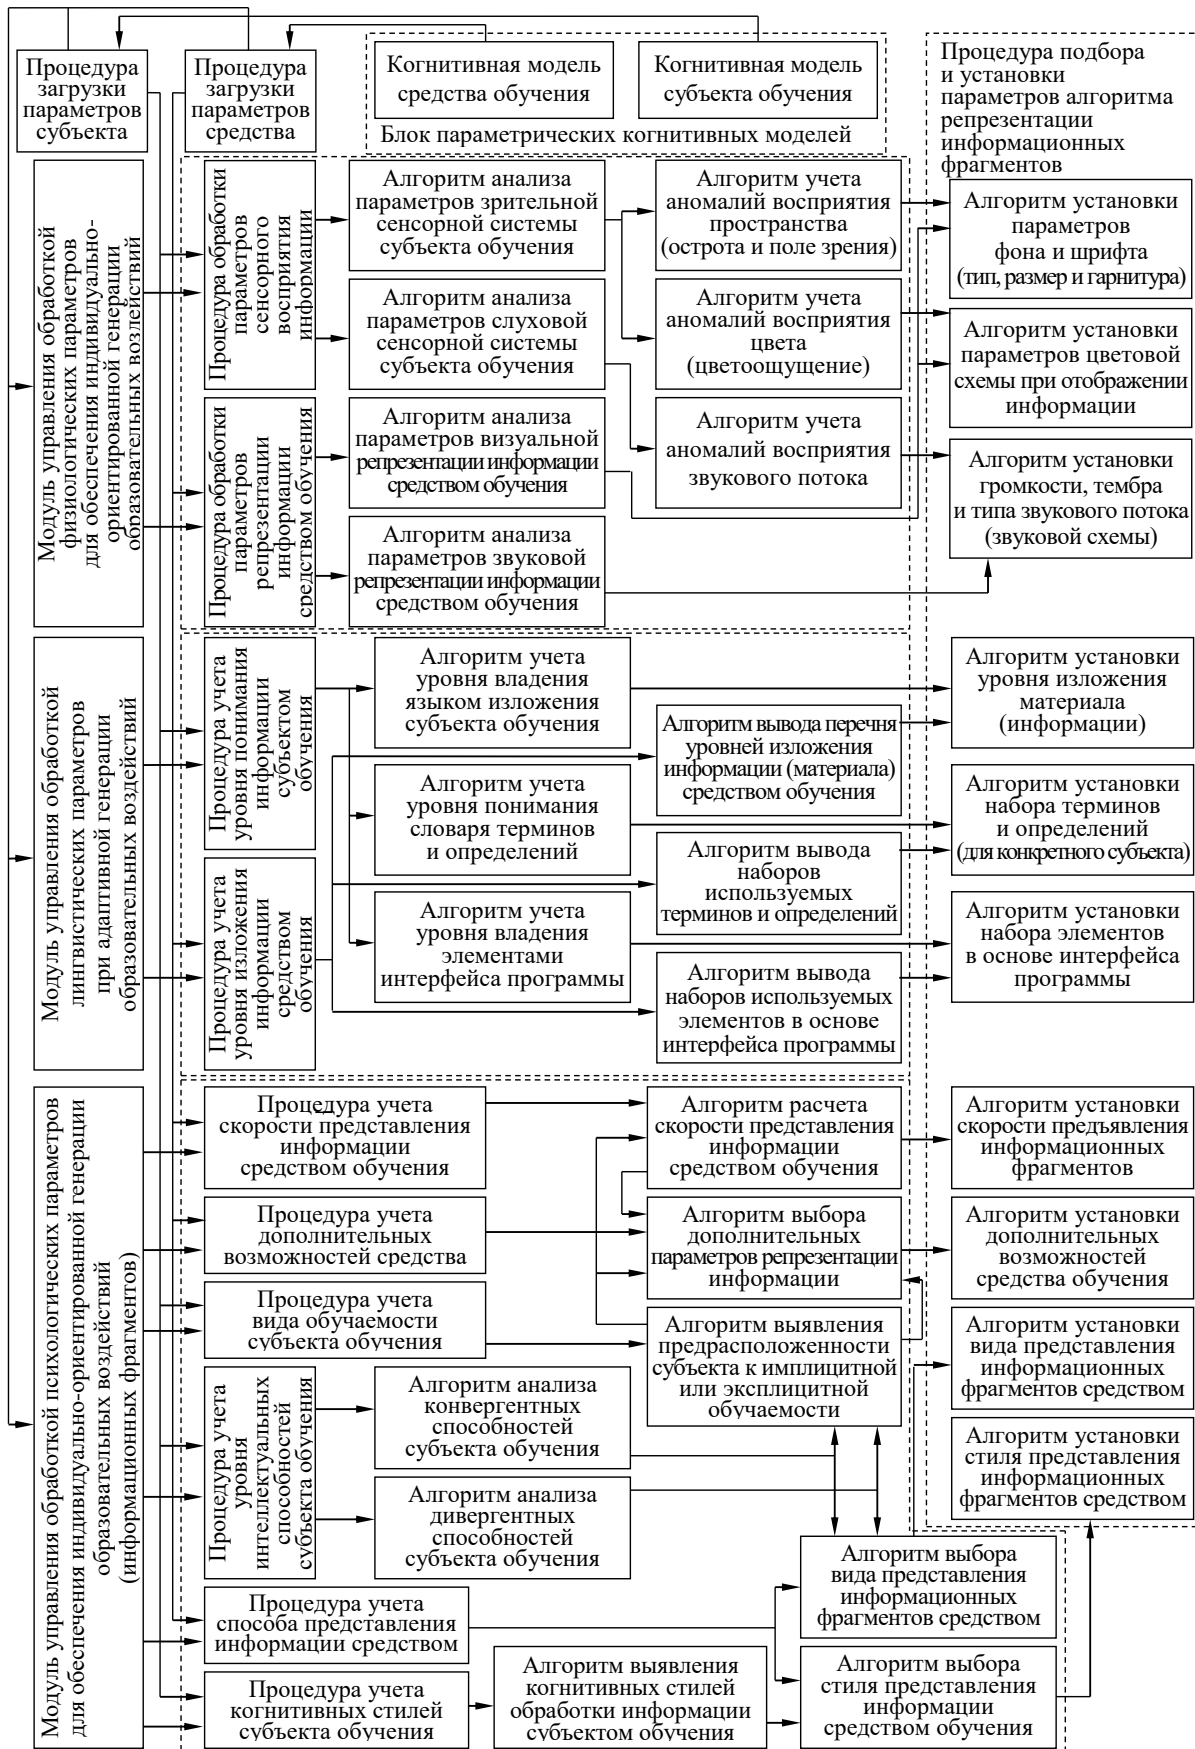 Процедура
загрузки
параметров
субъекта
Процедура
загрузки
параметров
средства
Когнитивная модель
средства обучения
Когнитивная модель
субъекта обучения
Блок параметрических когнитивных моделей
Процедура подбора
и установки
параметров алгоритма
репрезентации
информационных
фрагментов
Модуль управления обработкой
физиологических параметров
для обеспечения индивидуально-
ориентированной генерации
образовательных воздействий
Процедура обработки
параметров
сенсорного
восприятия
информации
Алгоритм анализа
параметров зрительной
сенсорной системы
субъекта обучения
Алгоритм учета
аномалий восприятия
пространства
(острота и поле зрения)
Алгоритм установки
параметров
фона и шрифта
(тип, размер и гарнитура)
Алгоритм анализа
параметров слуховой
сенсорной системы
субъекта обучения
Алгоритм учета
аномалий восприятия
цвета
(цветоощущение)
Алгоритм установки
параметров цветовой
схемы при отображении
информации
Процедура обработки
параметров
репрезентации
информации
средством обучения
Алгоритм анализа
параметров визуальной
репрезентации информации
средством обучения
Алгоритм учета
аномалий восприятия
звукового потока
Алгоритм установки
громкости, тембра
и типа звукового потока
(звуковой схемы)
Алгоритм анализа
параметров звуковой
репрезентации информации
средством обучения
Модуль управления обработкой
лингвистических параметров
при адаптивной генерации
образовательных воздействий
Процедура учета
уровня понимания
информации
субъектом
обучения
Алгоритм учета
уровня владения
языком изложения
субъекта обучения
Алгоритм установки
уровня изложения
материала
(информации)
Алгоритм вывода перечня
уровней изложения
информации (материала)
средством обучения
Алгоритм учета
уровня понимания
словаря терминов
и определений
Алгоритм установки
набора терминов
и определений
(для конкретного субъекта)
Процедура учета
уровня изложения
информации
средством
обучения
Алгоритм вывода
наборов
используемых
терминов и определений
Алгоритм учета
уровня владения
элементами
интерфейса программы
Алгоритм установки
набора элементов
в основе интерфейса
программы
Алгоритм вывода
наборов используемых
элементов в основе
интерфейса программы
Модуль управления обработкой психологических параметров
для обеспечения индивидуально-ориентированной генерации
образовательных воздействий
(информационных фрагментов)
Процедура учета
скорости представления
информации
средством обучения
Алгоритм расчета
скорости представления
информации
средством обучения
Алгоритм установки
скорости предъявления
информационных
фрагментов
Процедура учета
дополнительных
возможностей средства
Алгоритм выбора
дополнительных
параметров репрезентации
информации
Алгоритм установки
дополнительных
возможностей
средства обучения
Процедура учета
вида обучаемости
субъекта обучения
Алгоритм выявления
предрасположенности
субъекта к имплицитной
или эксплицитной
обучаемости
Алгоритм установки
вида представления
информационных
фрагментов средством
Процедура учета
уровня
интеллектуальных
способностей
субъекта обучения
Алгоритм анализа
конвергентных
способностей
субъекта обучения
Алгоритм установки
стиля представления
информационных
фрагментов средством
Алгоритм анализа
дивергентных
способностей
субъекта обучения
Алгоритм выбора
вида представления
информационных
фрагментов средством
Процедура учета
способа представления
информации средством
Процедура учета
когнитивных стилей
субъекта обучения
Алгоритм выявления
когнитивных стилей
обработки информации
субъектом обучения
Алгоритм выбора
стиля представления
информации
средством обучения